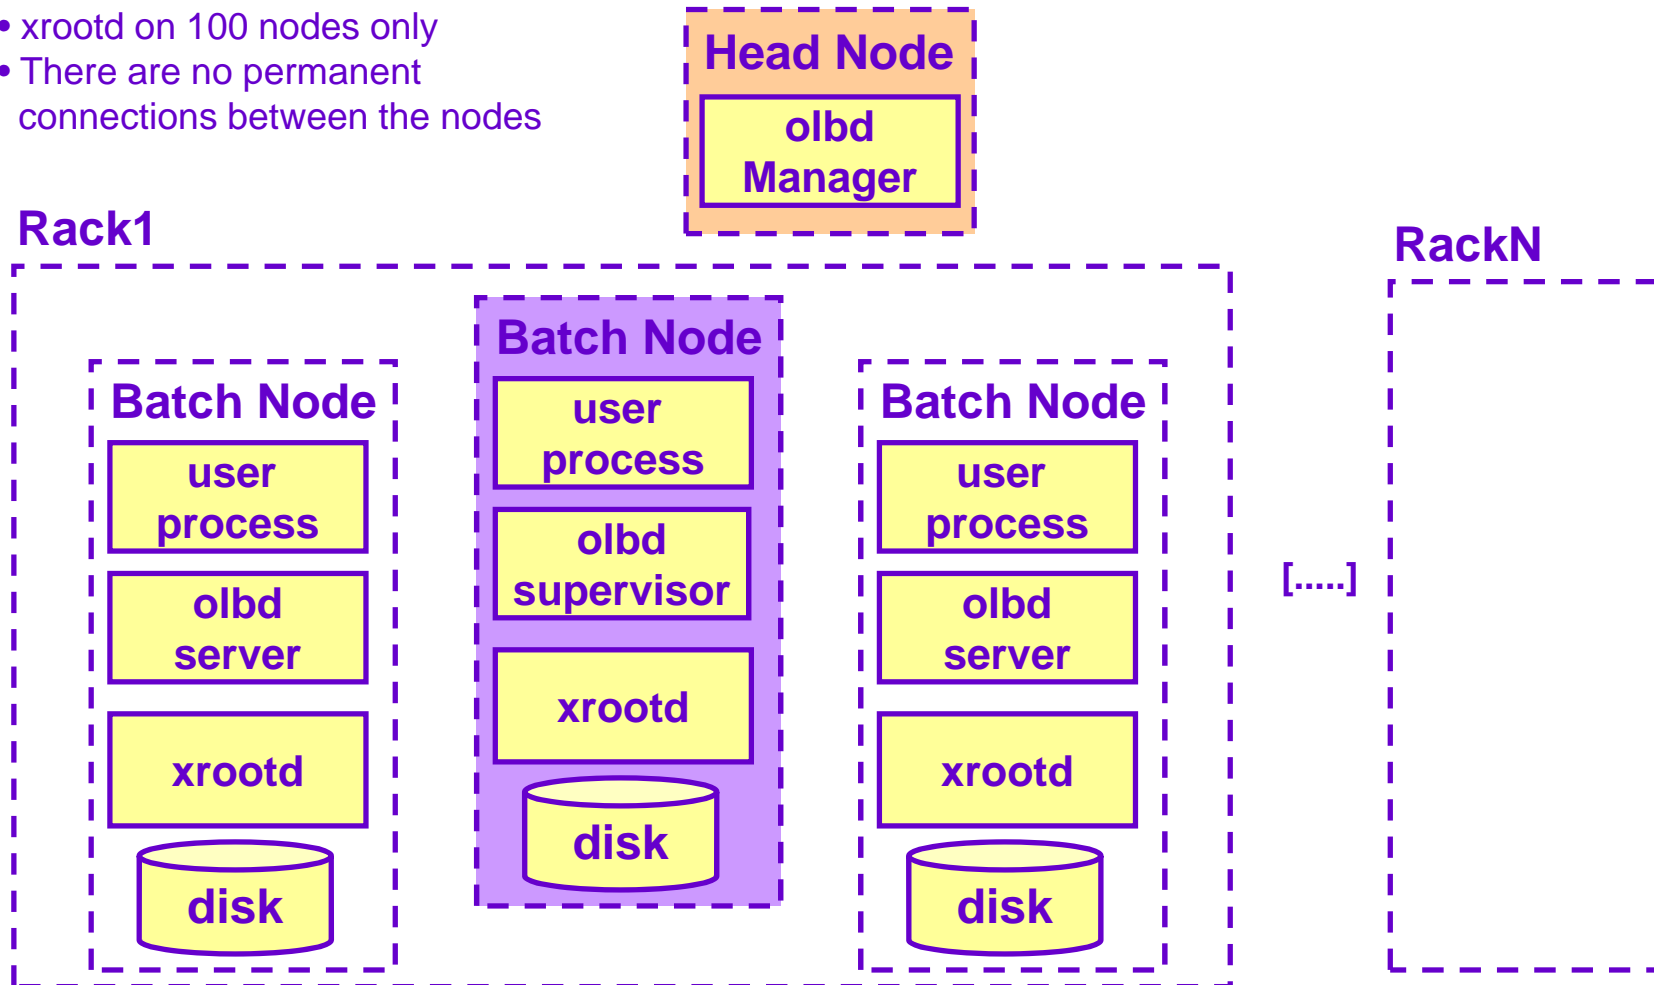 • xrootd on 100 nodes only
• There are no permanent
connections between the nodes
Head Node
olbd
Manager
Rack1
RackN
Batch Node
user
process
olbd
server
xrootd
disk
Batch Node
user
process
olbd
supervisor
xrootd
disk
Batch Node
user
process
olbd
server
xrootd
disk
[.....]